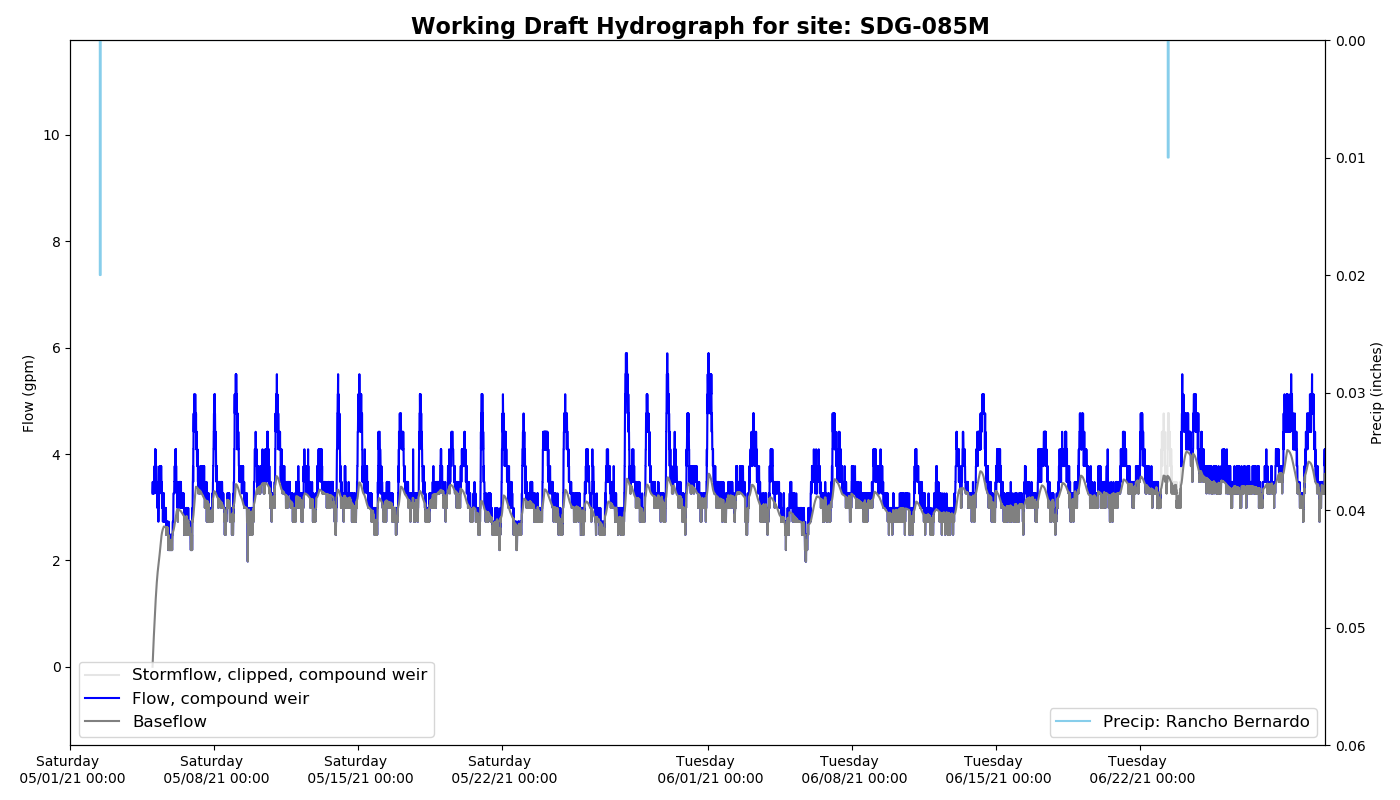 Working Draft Hydrograph for site: SDG-085M
Flow (gpm)
10
8
6
4
2
0
0.00
0.01
0.02
0.03
0.04
0.05
0.06
Precip (inches)
Stormflow, clipped, compound weir
Flow, compound weir
Baseflow
Precip: Rancho Bernardo
Saturday
05/01/21 00:00
Saturday
05/08/21 00:00
Saturday
05/15/21 00:00
Saturday
05/22/21 00:00
Tuesday
06/01/21 00:00
Tuesday
06/08/21 00:00
Tuesday
06/15/21 00:00
Tuesday
06/22/21 00:00